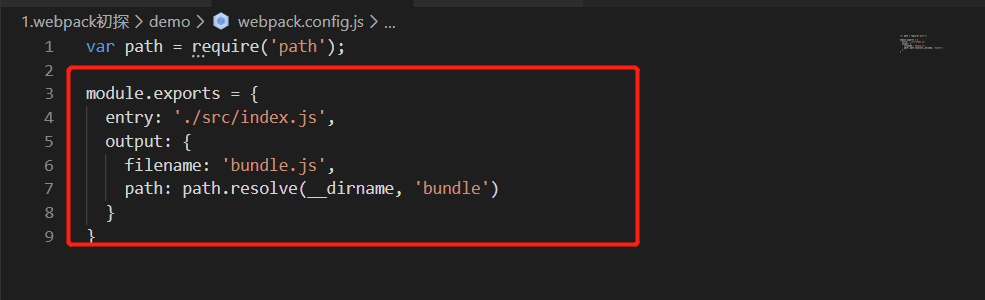 1.webpack初探 > demo > webpack.config.js > ...
1 var path = require('path');
2
3 module.exports = {
4   entry: './src/index.js',
5   output: {
6     filename: 'bundle.js',
7     path: path.resolve(__dirname, 'bundle')
8   }
9 }